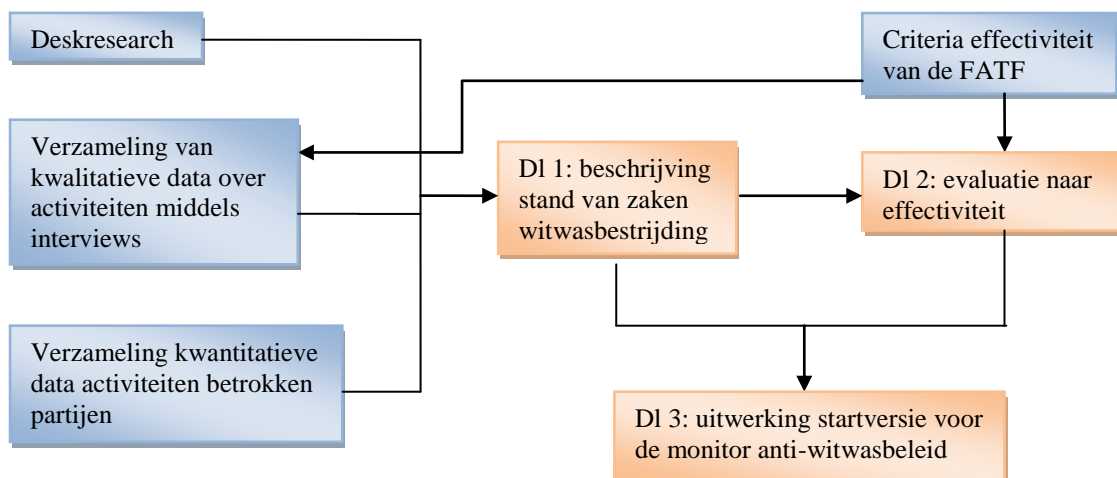 Deskresearch
Criteria effectiviteit
van de FATF
Verzameling van
kwalitatieve data over
activiteiten middels
interviews
Dl 1: beschrijving
stand van zaken
witwasbestrijding
Dl 2: evaluatie naar
effectiviteit
Verzameling kwantitatieve
data activiteiten betrokken
partijen
Dl 3: uitwerking startversie voor
de monitor anti-witwasbeleid